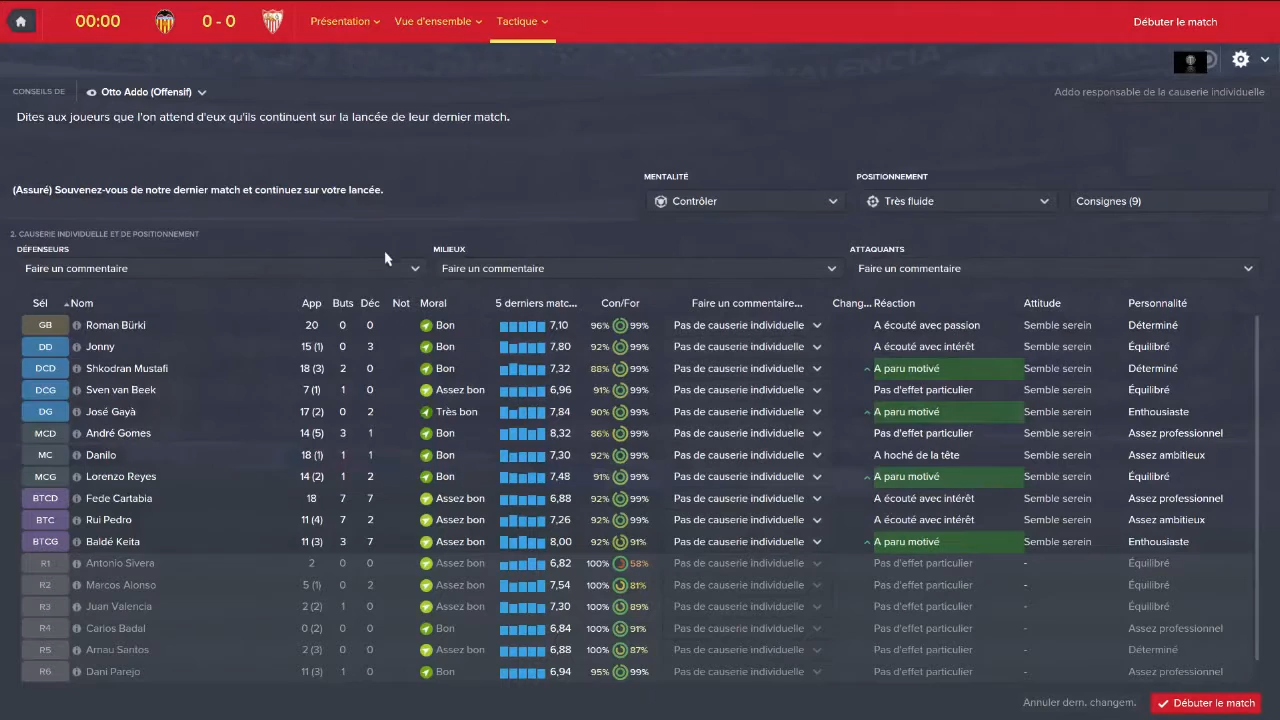 00:00 0 - 0 Présentation Vue d'ensemble Tactique Débuter le match
CONSEILS DE Otto Addo (Offensif) Addo responsable de la causerie individuelle
Dites aux joueurs que l'on attend d'eux qu'ils continuent sur la lancée de leur dernier match.
MENTALITÉ POSITIONNEMENT
(Assuré) Souvenez-vous de notre dernier match et continuez sur votre lancée.
Contrôler Très fluide Consignes (9)
2. CAUSERIE INDIVIDUELLE ET DE POSITIONNEMENT
DÉFENSEURS MILIEUX ATTAQUANTS
Faire un commentaire Faire un commentaire Faire un commentaire
Sél Nom App Buts Déc Not Moral 5 derniers matc... Con/For Faire un commentaire... Chang... Réaction Attitude Personnalité
GB Roman Bürki 20 0 0 Bon 7,10 96% 99% Pas de causerie individuelle A écouté avec passion Semble serein Déterminé
DD Jonny 15 (1) 0 3 Bon 7,80 92% 99% Pas de causerie individuelle A écouté avec intérêt Semble serein Équilibré
DCD Shkodran Mustafi 18 (3) 2 0 Bon 7,32 88% 99% Pas de causerie individuelle A paru motivé Semble serein Déterminé
DCG Sven van Beek 7 (1) 1 0 Assez bon 6,96 91% 99% Pas de causerie individuelle Pas d'effet particulier Semble serein Équilibré
DG José Gayà 17 (2) 0 2 Très bon 7,84 90% 99% Pas de causerie individuelle A paru motivé Semble serein Enthousiaste
MCD André Gomes 14 (5) 3 1 Bon 8,32 86% 99% Pas de causerie individuelle Pas d'effet particulier Semble serein Assez professionnel
MC Danilo 18 (1) 1 1 Bon 7,30 92% 99% Pas de causerie individuelle A hoché de la tête Semble serein Assez ambitieux
MCG Lorenzo Reyes 14 (2) 1 2 Bon 7,48 91% 99% Pas de causerie individuelle A paru motivé Semble serein Équilibré
BTCD Fede Cartabia 18 7 7 Assez bon 6,88 92% 99% Pas de causerie individuelle A écouté avec intérêt Semble serein Assez professionnel
BTC Rui Pedro 11 (4) 7 2 Assez bon 7,26 92% 99% Pas de causerie individuelle A écouté avec intérêt Semble serein Assez ambitieux
BTCG Baldé Keita 11 (3) 3 7 Assez bon 8,00 92% 91% Pas de causerie individuelle A paru motivé Semble serein Enthousiaste
R1 Antonio Sivera 2 0 0 Assez bon 6,82 100% 58% Pas de causerie individuelle Pas d'effet particulier - Équilibré
R2 Marcos Alonso 5 (1) 0 2 Assez bon 7,54 100% 81% Pas de causerie individuelle Pas d'effet particulier - Équilibré
R3 Juan Valencia 2 (2) 1 0 Assez bon 7,30 100% 89% Pas de causerie individuelle Pas d'effet particulier - Équilibré
R4 Carlos Badal 0 (2) 0 0 Bon 6,84 100% 91% Pas de causerie individuelle Pas d'effet particulier - Assez professionnel
R5 Arnau Santos 2 (3) 0 0 Assez bon 6,88 100% 87% Pas de causerie individuelle Pas d'effet particulier - Déterminé
R6 Dani Parejo 11 (3) 1 0 Bon 6,94 95% 99% Pas de causerie individuelle Pas d'effet particulier - Assez professionnel
Annuler dern. changem. Débuter le match